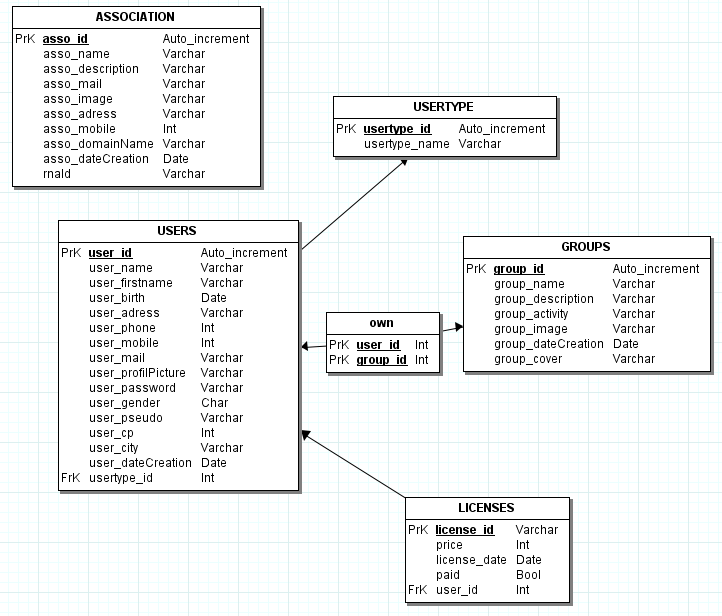 ASSOCIATION
PrK asso_id Auto_increment
asso_name Varchar
asso_description Varchar
asso_mail Varchar
asso_image Varchar
asso_adress Varchar
asso_mobile Int
asso_domainName Varchar
asso_dateCreation Date
rnaId Varchar
USERTYPE
PrK usertype_id Auto_increment
usertype_name Varchar
USERS
PrK user_id Auto_increment
user_name Varchar
user_firstname Varchar
user_birth Date
user_adress Varchar
user_phone Int
user_mobile Int
user_mail Varchar
user_profilPicture Varchar
user_password Varchar
user_gender Char
user_pseudo Varchar
user_cp Int
user_city Varchar
user_dateCreation Date
FrK usertype_id Int
own
PrK user_id Int
PrK group_id Int
GROUPS
PrK group_id Auto_increment
group_name Varchar
group_description Varchar
group_activity Varchar
group_image Varchar
group_dateCreation Date
group_cover Varchar
LICENSES
PrK license_id Varchar
price Int
license_date Date
paid Bool
FrK user_id Int